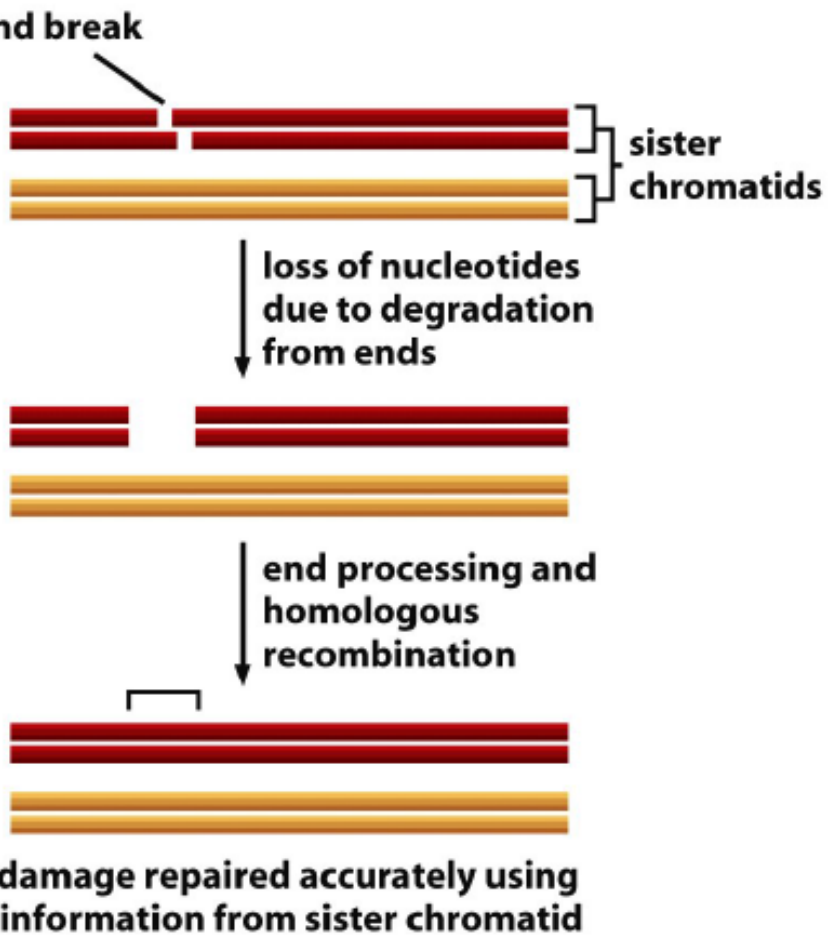 nd break
sister
chromatids
loss of nucleotides
due to degradation
from ends
end processing and
homologous
recombination
damage repaired accurately using
information from sister chromatid